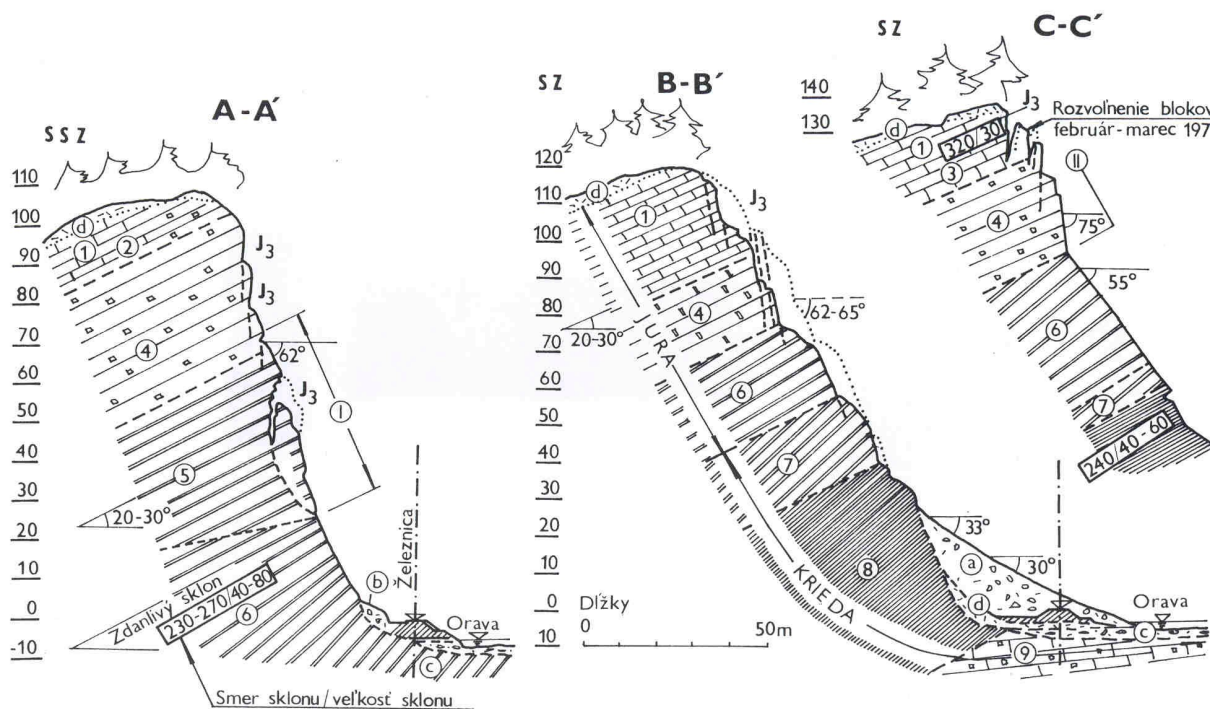 A-A′
S S Z
110
100
90
80
70
60
50
40
30
20
10
0
-10
d
1
2
J3
J3
4
62°
J3
I
5
20-30°
Železnica
b
Zdanlivý sklon
230-270/40-80
6
Orava
c
Smer sklonu/veľkosť sklonu
B-B′
S Z
120
110
100
90
80
70
60
50
40
30
20
10
0
10
d
1
J3
4
JURA
20-30°
62-65°
6
7
8
KRIEDA
33°
a
30°
d
Orava
c
9
Dĺžky
0 50m
C-C′
S Z
140
130
J3
Rozvoľnenie blokov
február-marec 197
d
1
320/30
3
II
4
75°
55°
6
7
240/40-60